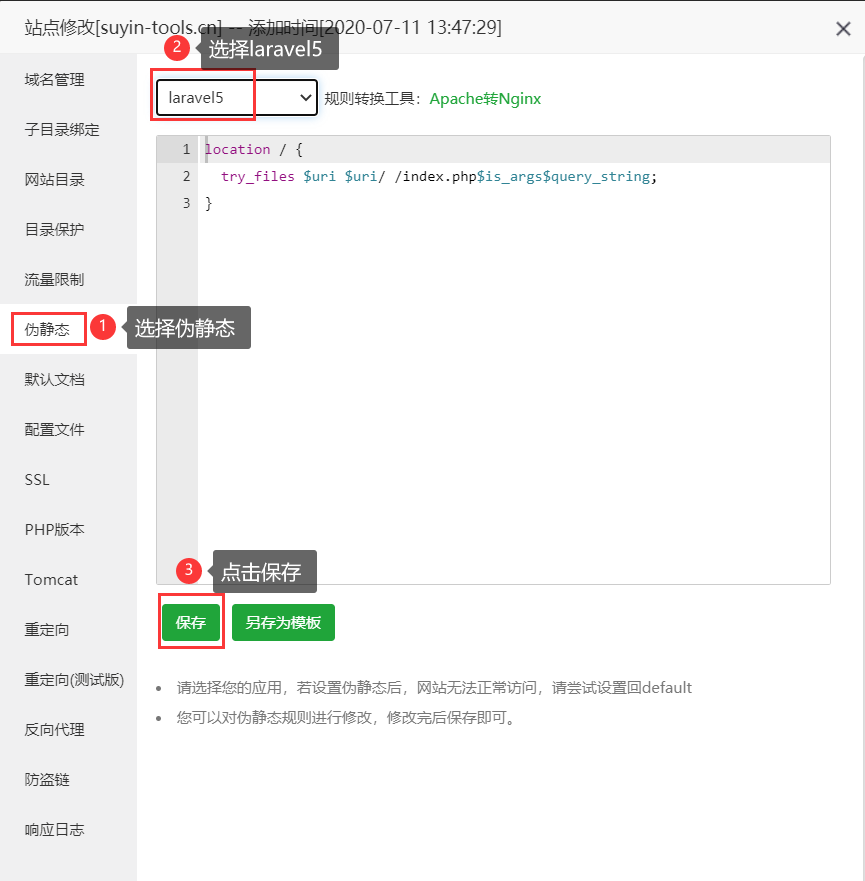 站点修改[suyin-tools.cn] -- 添加时间[2020-07-11 13:47:29]
2 选择laravel5
域名管理
laravel5 规则转换工具：Apache转Nginx
子目录绑定
1 location / {
网站目录
2 try_files $uri $uri/ /index.php$is_args$query_string;
3 }
目录保护
流量限制
伪静态 1 选择伪静态
默认文档
配置文件
SSL
PHP版本
Tomcat
3 点击保存
重定向
保存 另存为模板
重定向(测试版)
• 请选择您的应用，若设置伪静态后，网站无法正常访问，请尝试设置回default
• 您可以对伪静态规则进行修改，修改完后保存即可。
反向代理
防盗链
响应日志